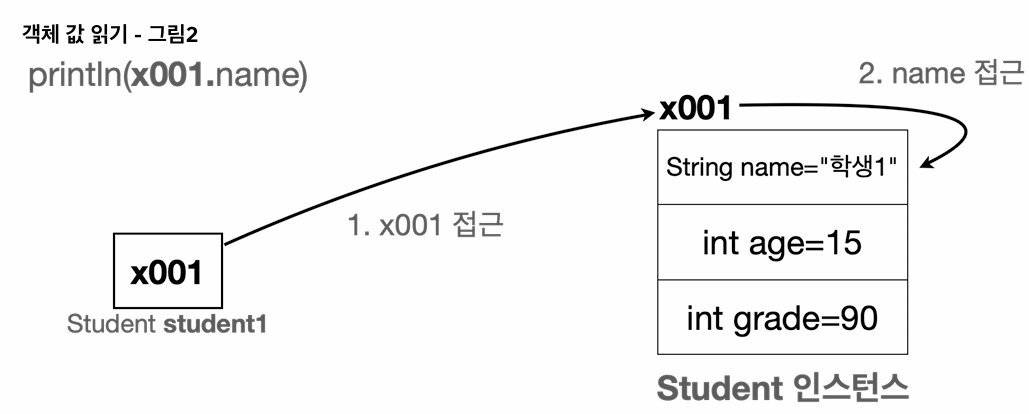 객체 값 읽기 - 그림2
println(x001.name)
2. name 접근
x001
String name="학생1"
1. x001 접근
int age=15
x001
int grade=90
Student student1
Student 인스턴스